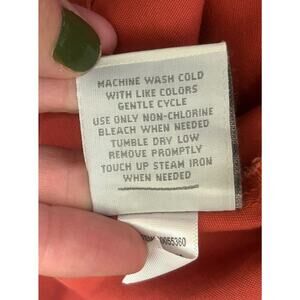 MACHINE WASH COLD
WITH LIKE COLORS
GENTLE CYCLE
USE ONLY NON-CHLORINE
BLEACH WHEN NEEDED
TUMBLE DRY LOW
REMOVE PROMPTLY
TOUCH UP STEAM IRON
WHEN NEEDED